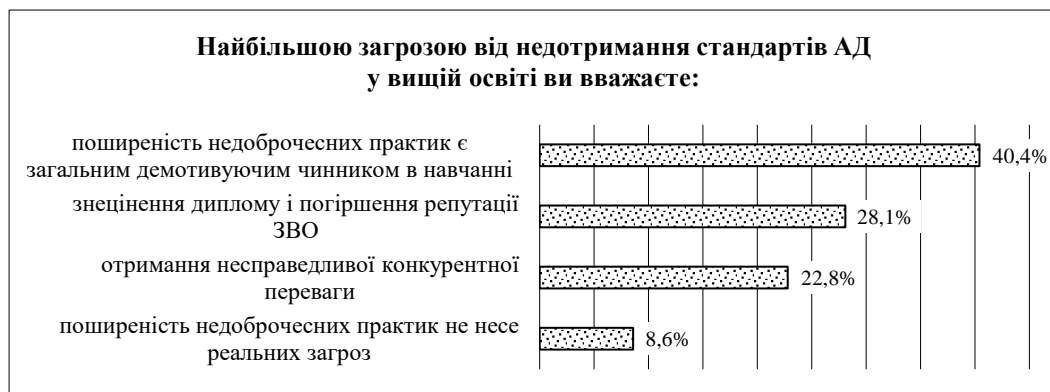 Найбільшою загрозою від недотримання стандартів АД
у вищій освіті ви вважаєте:
поширеність недоброчесних практик є
загальним демотивуючим чинником в навчанні
40,4%
знецінення диплому і погіршення репутації
ЗВО
28,1%
отримання несправедливої конкурентної
переваги
22,8%
поширеність недоброчесних практик не несе
реальних загроз
8,6%